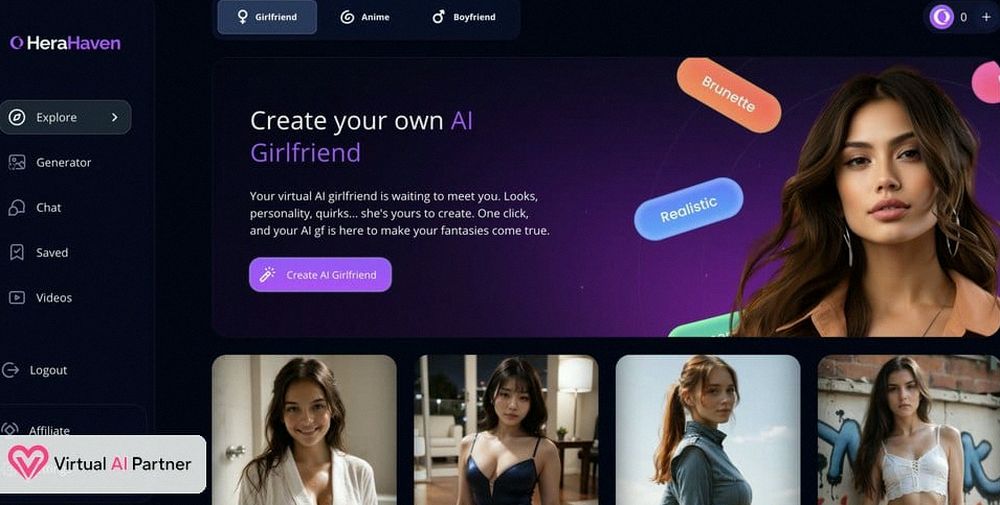 Girlfriend
Anime
Boyfriend
0
+
HeraHaven
Explore
Generator
Chat
Saved
Videos
Logout
Affiliate
Create your own AI
Girlfriend
Your virtual AI girlfriend is waiting to meet you. Looks,
personality, quirks... she's yours to create. One click,
and your AI gf is here to make your fantasies come true.
Create AI Girlfriend
Brunette
Realistic
Virtual AI Partner